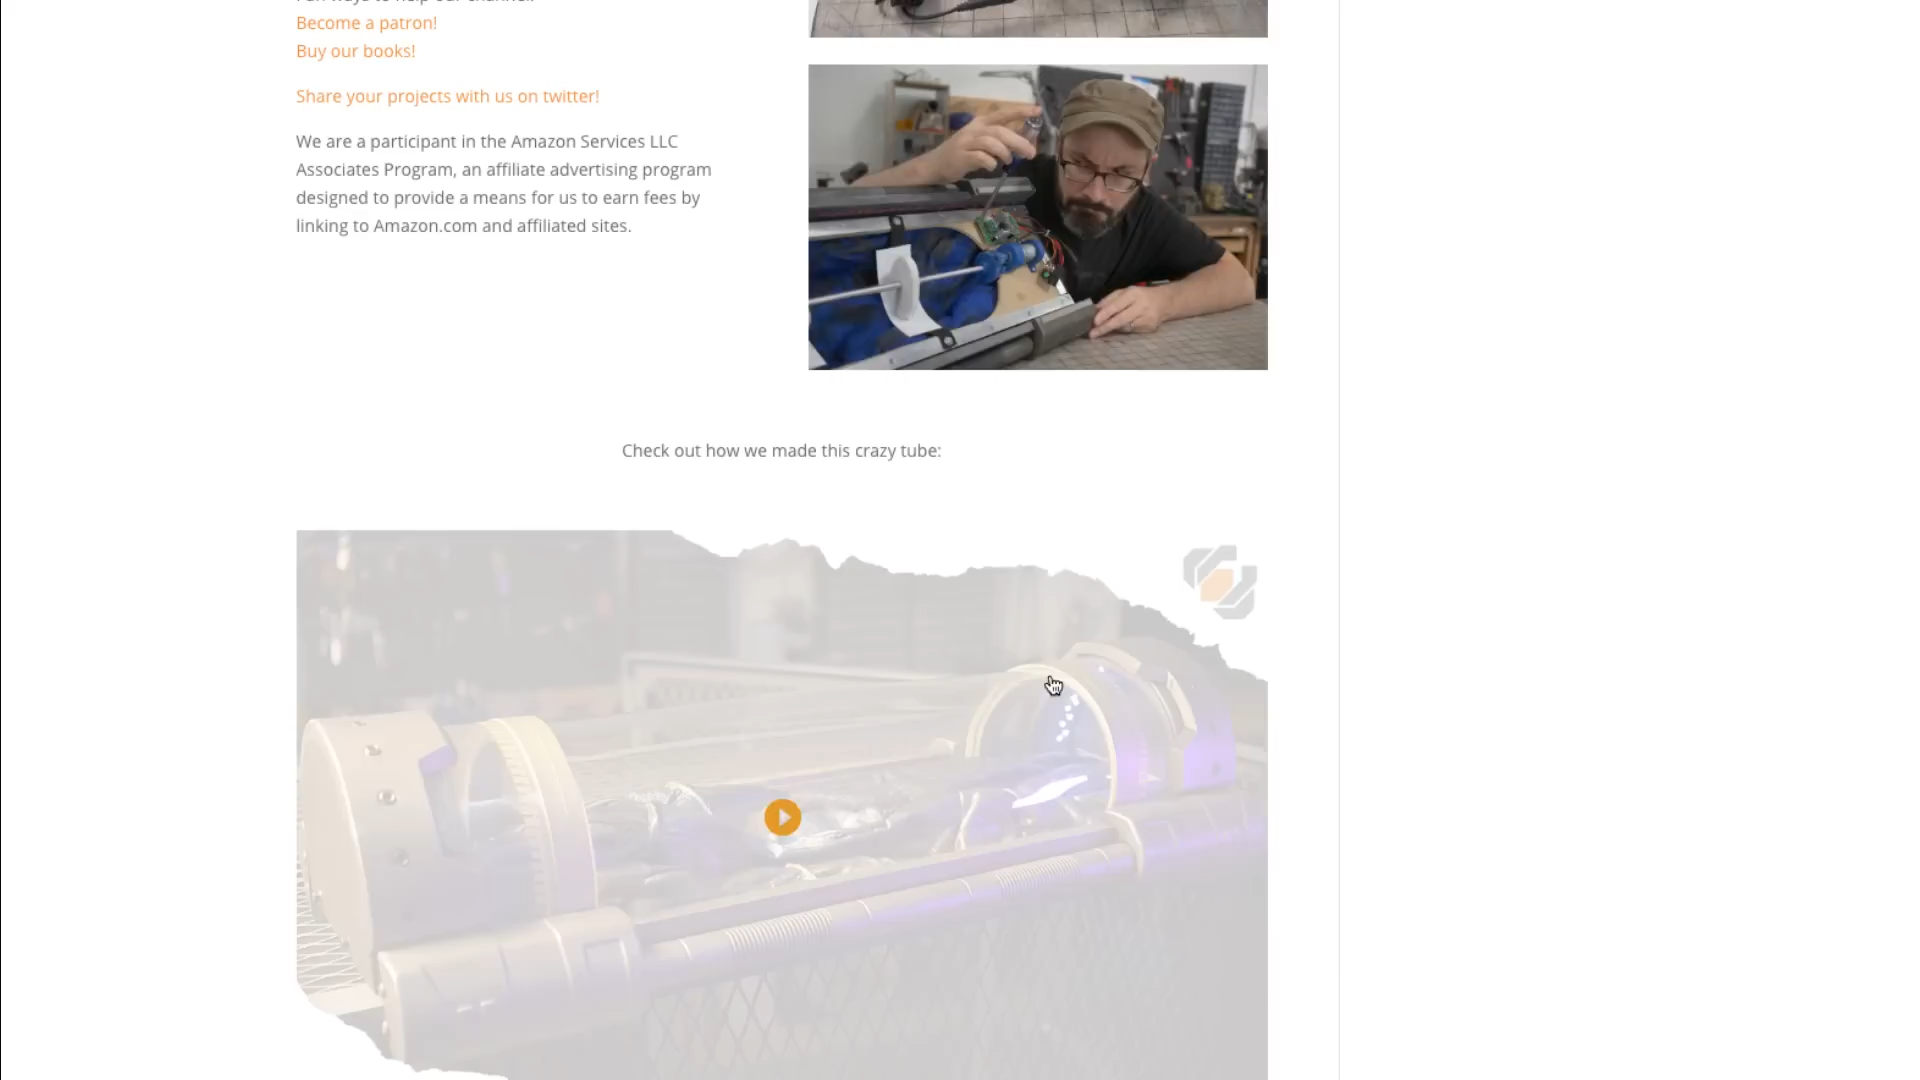 Become a patron!
Buy our books!
Share your projects with us on twitter!
We are a participant in the Amazon Services LLC
Associates Program, an affiliate advertising program
designed to provide a means for us to earn fees by
linking to Amazon.com and affiliated sites.
Check out how we made this crazy tube: